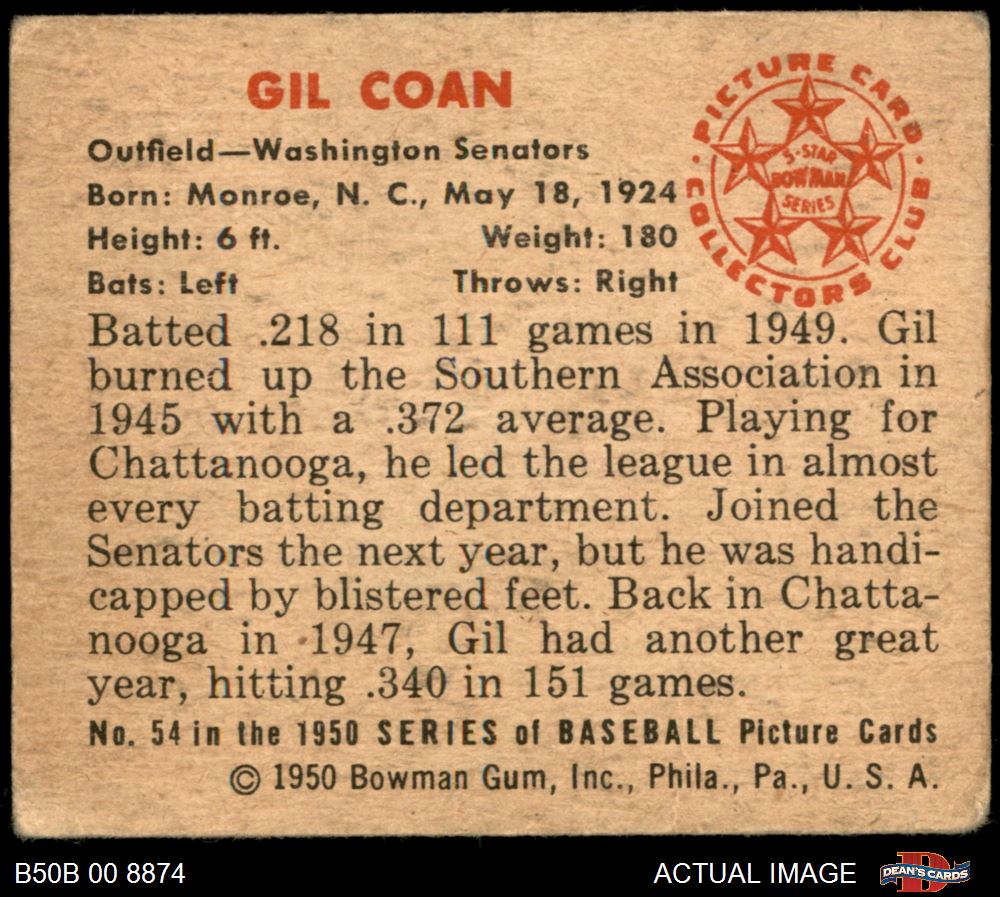 GIL COAN
Outfield—Washington Senators
Born: Monroe, N. C., May 18, 1924
Height: 6 ft. Weight: 180
Bats: Left Throws: Right
PICTURE CARD
COLLECTORS CLUB
5-STAR
BOWMAN
SERIES
Batted .218 in 111 games in 1949. Gil
burned up the Southern Association in
1945 with a .372 average. Playing for
Chattanooga, he led the league in almost
every batting department. Joined the
Senators the next year, but he was handi-
capped by blistered feet. Back in Chatta-
nooga in 1947, Gil had another great
year, hitting .340 in 151 games.
No. 54 in the 1950 SERIES of BASEBALL Picture Cards
© 1950 Bowman Gum, Inc., Phila., Pa., U. S. A.
B50B 00 8874 ACTUAL IMAGE
D
DEAN'S CARDS